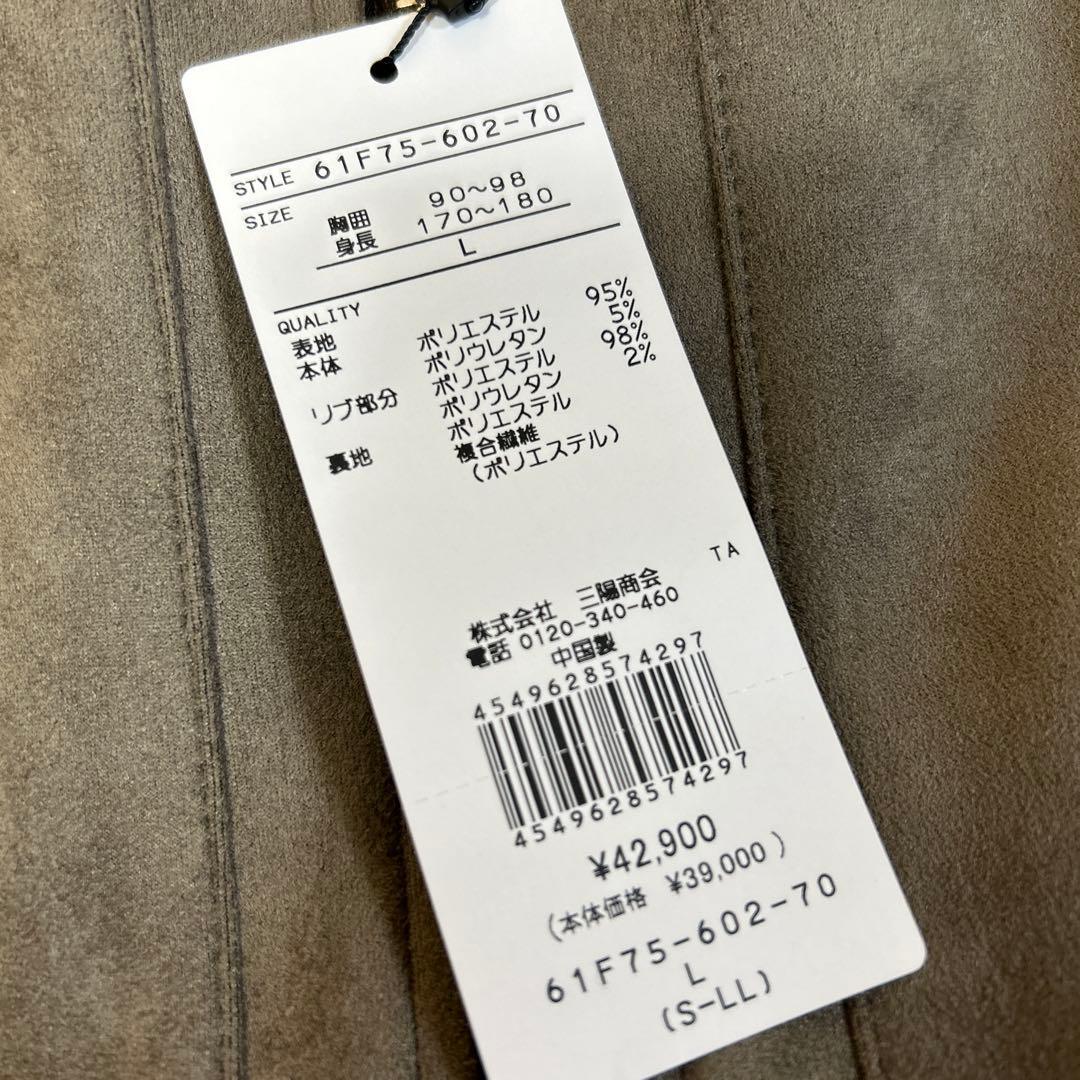 STYLE 61F75-602-70
SIZE 胸囲 90~98
身長 170~180
L
QUALITY
表地 ポリエステル 95%
本体 ポリウレタン 5%
ポリエステル 98%
リブ部分 ポリウレタン 2%
ポリエステル
裏地 複合繊維
(ポリエステル)
TA
株式会社 三陽商会
電話 0120-340-460
中国製
4549628574297
4549628574297
¥42,900
(本体価格 ¥39,000)
61F75-602-70
L
(S-LL)